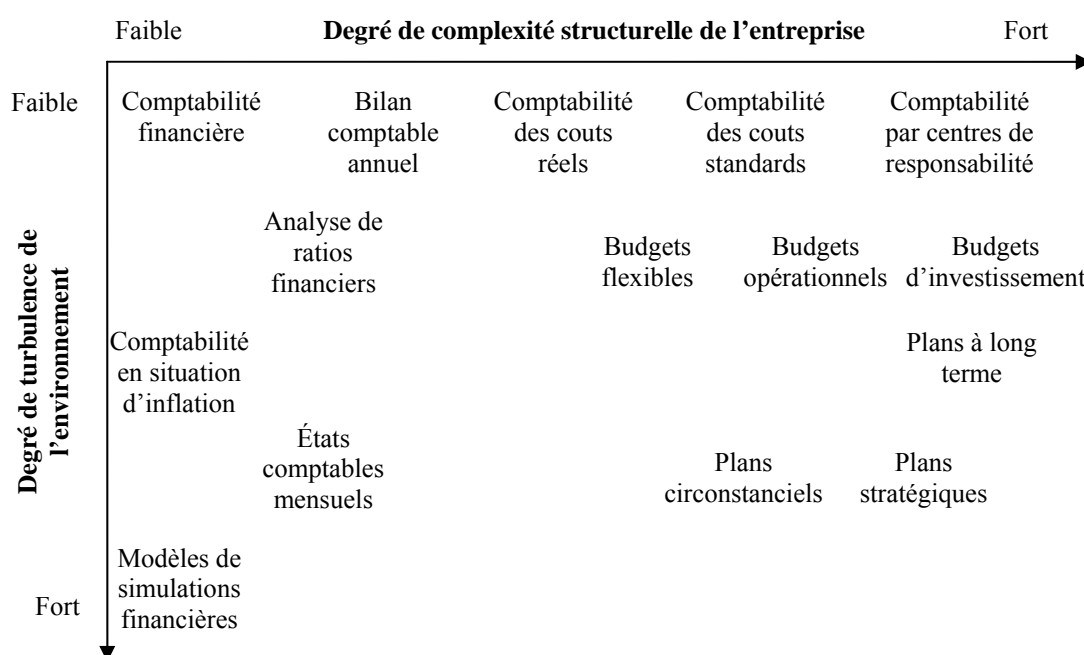 Faible Degré de complexité structurelle de l'entreprise Fort
Faible
Comptabilité
financière
Bilan
comptable
annuel
Comptabilité
des couts
réels
Comptabilité
des couts
standards
Comptabilité
par centres de
responsabilité
Degré de turbulence de
l'environnement
Analyse de
ratios
financiers
Budgets
flexibles
Budgets
opérationnels
Budgets
d'investissement
Comptabilité
en situation
d'inflation
Plans à long
terme
États
comptables
mensuels
Plans
circonstanciels
Plans
stratégiques
Modèles de
simulations
financières
Fort